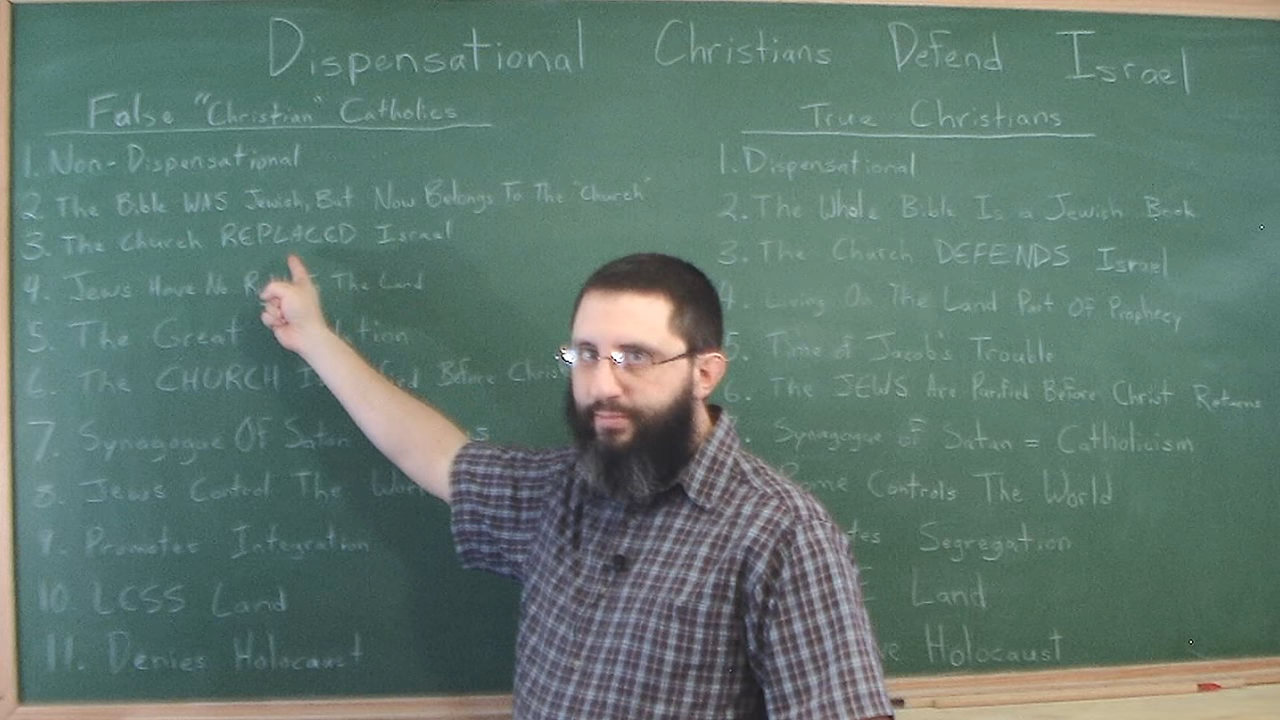 Dispensational Christians Defend Israel
False "Christian" Catholics
1. Non-Dispensational
2. The Bible WAS Jewish, But Now Belongs To The "Church"
3. The Church REPLACED Israel
4. Jews Have No The Land
5. The Great
6. The CHURCH Before
7. Synagogue Of Satan
8. Jews Control The
9. Promotes Integration
10. LESS Land
11. Denies Holocaust
True Christians
1. Dispensational
2. The Whole Bible Is a Jewish Book
3. The Church DEFENDS Israel
4. Living On The Land Part Of Prophecy
5. Time of Jacob's Trouble
6. The JEWS Are Purified Before Christ Returns
Synagogue of Satan = Catholicism
Controls The World
Segregation
Land
Holocaust